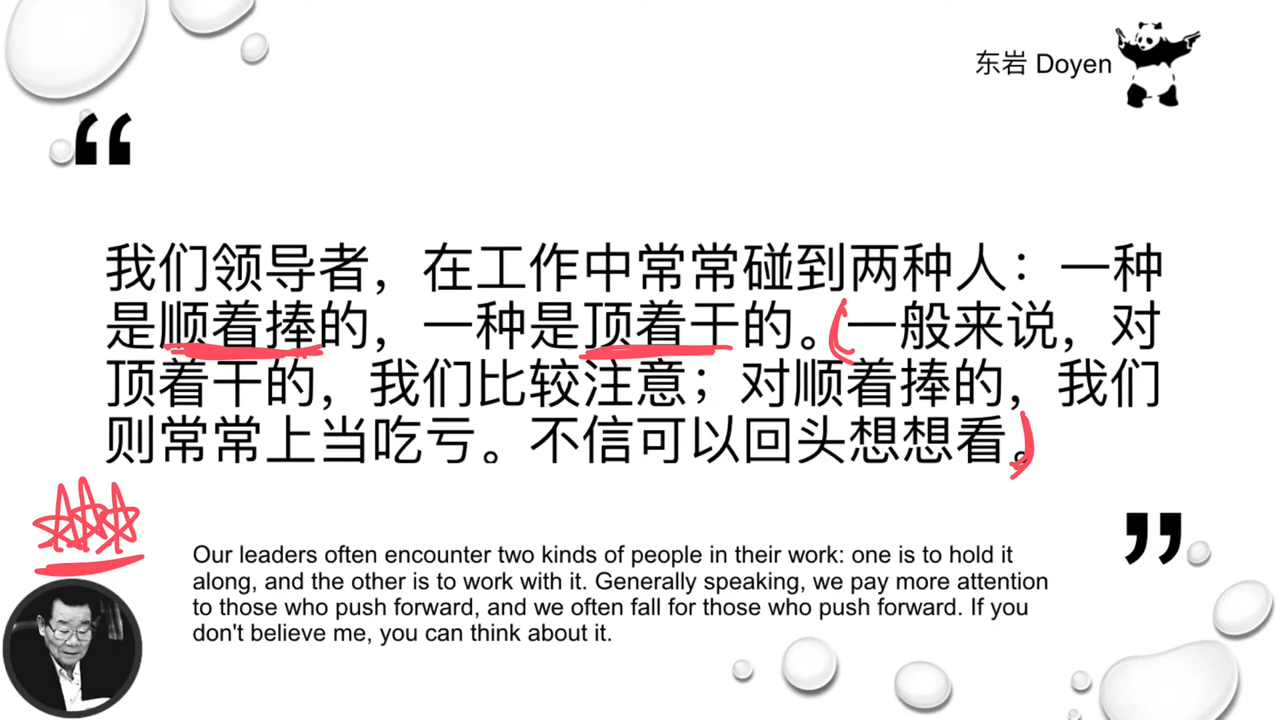 东岩 Doyen
“
我们领导者，在工作中常常碰到两种人：一种
是顺着捧的，一种是顶着干的。（一般来说，对
顶着干的，我们比较注意；对顺着捧的，我们
则常常上当吃亏。不信可以回头想想看。）
”
Our leaders often encounter two kinds of people in their work: one is to hold it
along, and the other is to work with it. Generally speaking, we pay more attention
to those who push forward, and we often fall for those who push forward. If you
don't believe me, you can think about it.